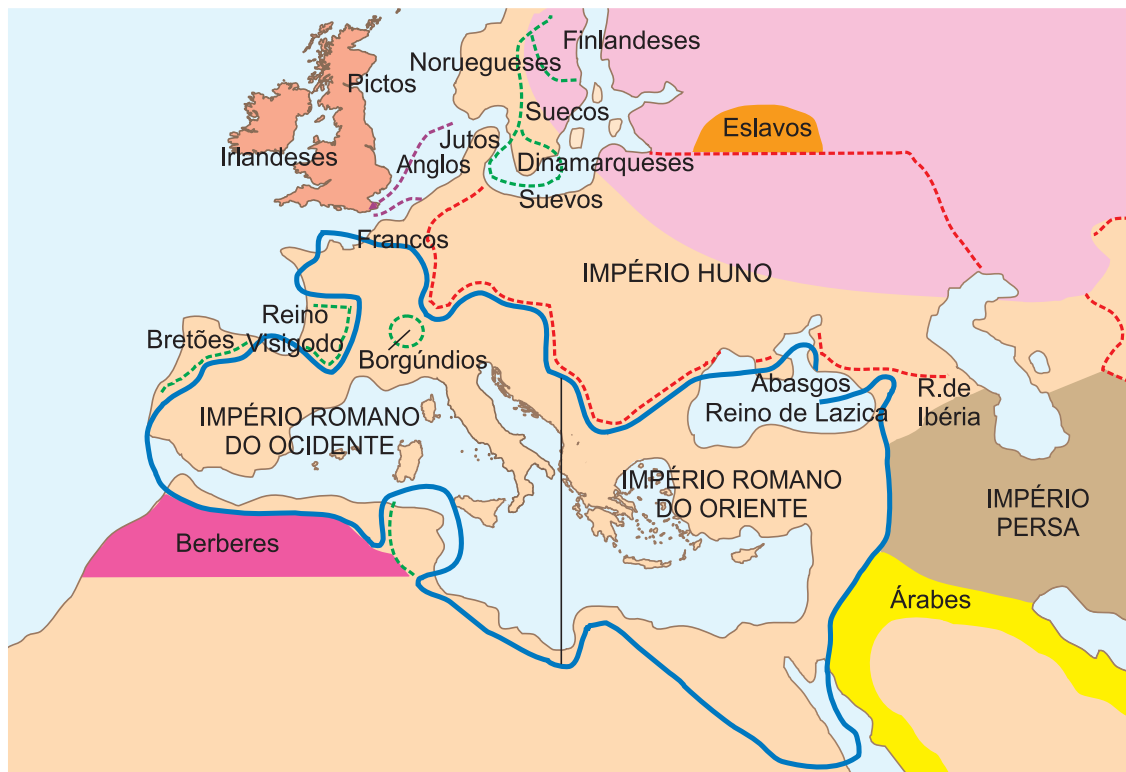 Finlandeses
Noruegueses
Pictos
Suecos
Eslavos
Jutos
Irlandeses
Anglos
Dinamarqueses
Suevos
Francos
IMPÉRIO HUNO
Reino
Visigodo
Bretões
Borgúndios
Abasgos
Reino de Lazica
R.de
Ibéria
IMPÉRIO ROMANO
DO OCIDENTE
IMPÉRIO ROMANO
DO ORIENTE
IMPÉRIO
PERSA
Berberes
Árabes